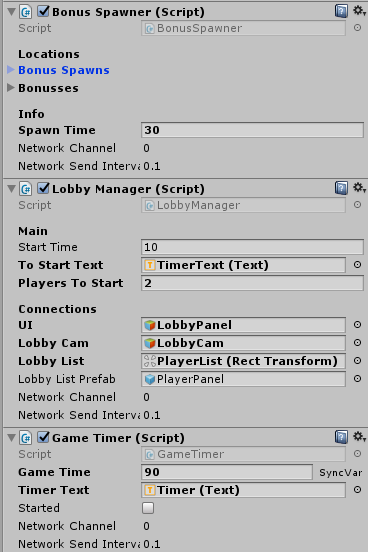 Bonus Spawner (Script)
Script BonusSpawner
Locations
Bonus Spawns
Bonusses
Info
Spawn Time 30
Network Channel 0
Network Send Interva 0.1
Lobby Manager (Script)
Script LobbyManager
Main
Start Time 10
To Start Text TimerText (Text)
Players To Start 2
Connections
UI LobbyPanel
Lobby Cam LobbyCam
Lobby List PlayerList (Rect Transform)
Lobby List Prefab PlayerPanel
Network Channel 0
Network Send Interva 0.1
Game Timer (Script)
Script GameTimer
Game Time 90 SyncVar
Timer Text Timer (Text)
Started
Network Channel 0
Network Send Interva 0.1